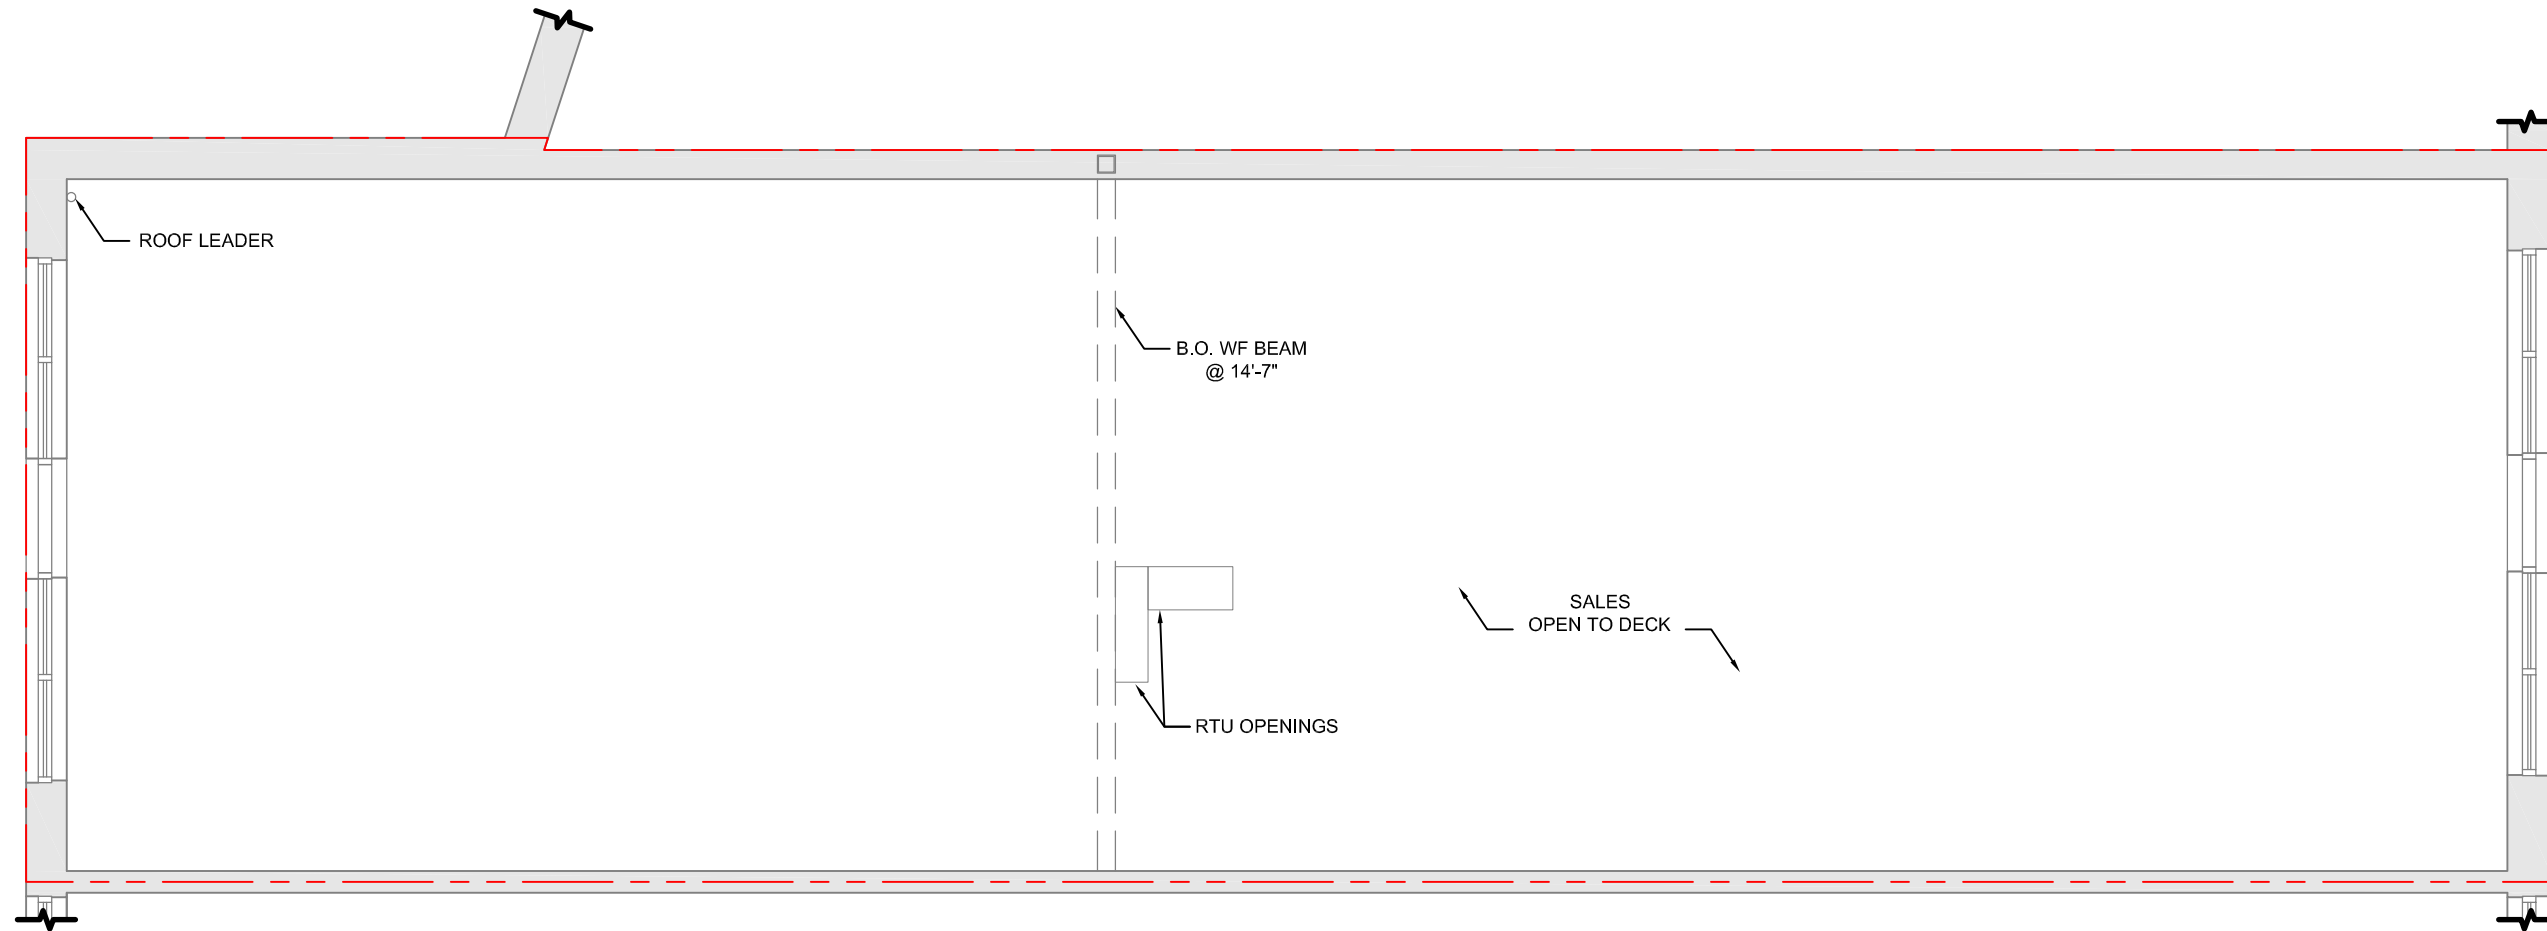 ROOF LEADER
B.O. WF BEAM
@ 14'-7"
SALES
OPEN TO DECK
RTU OPENINGS